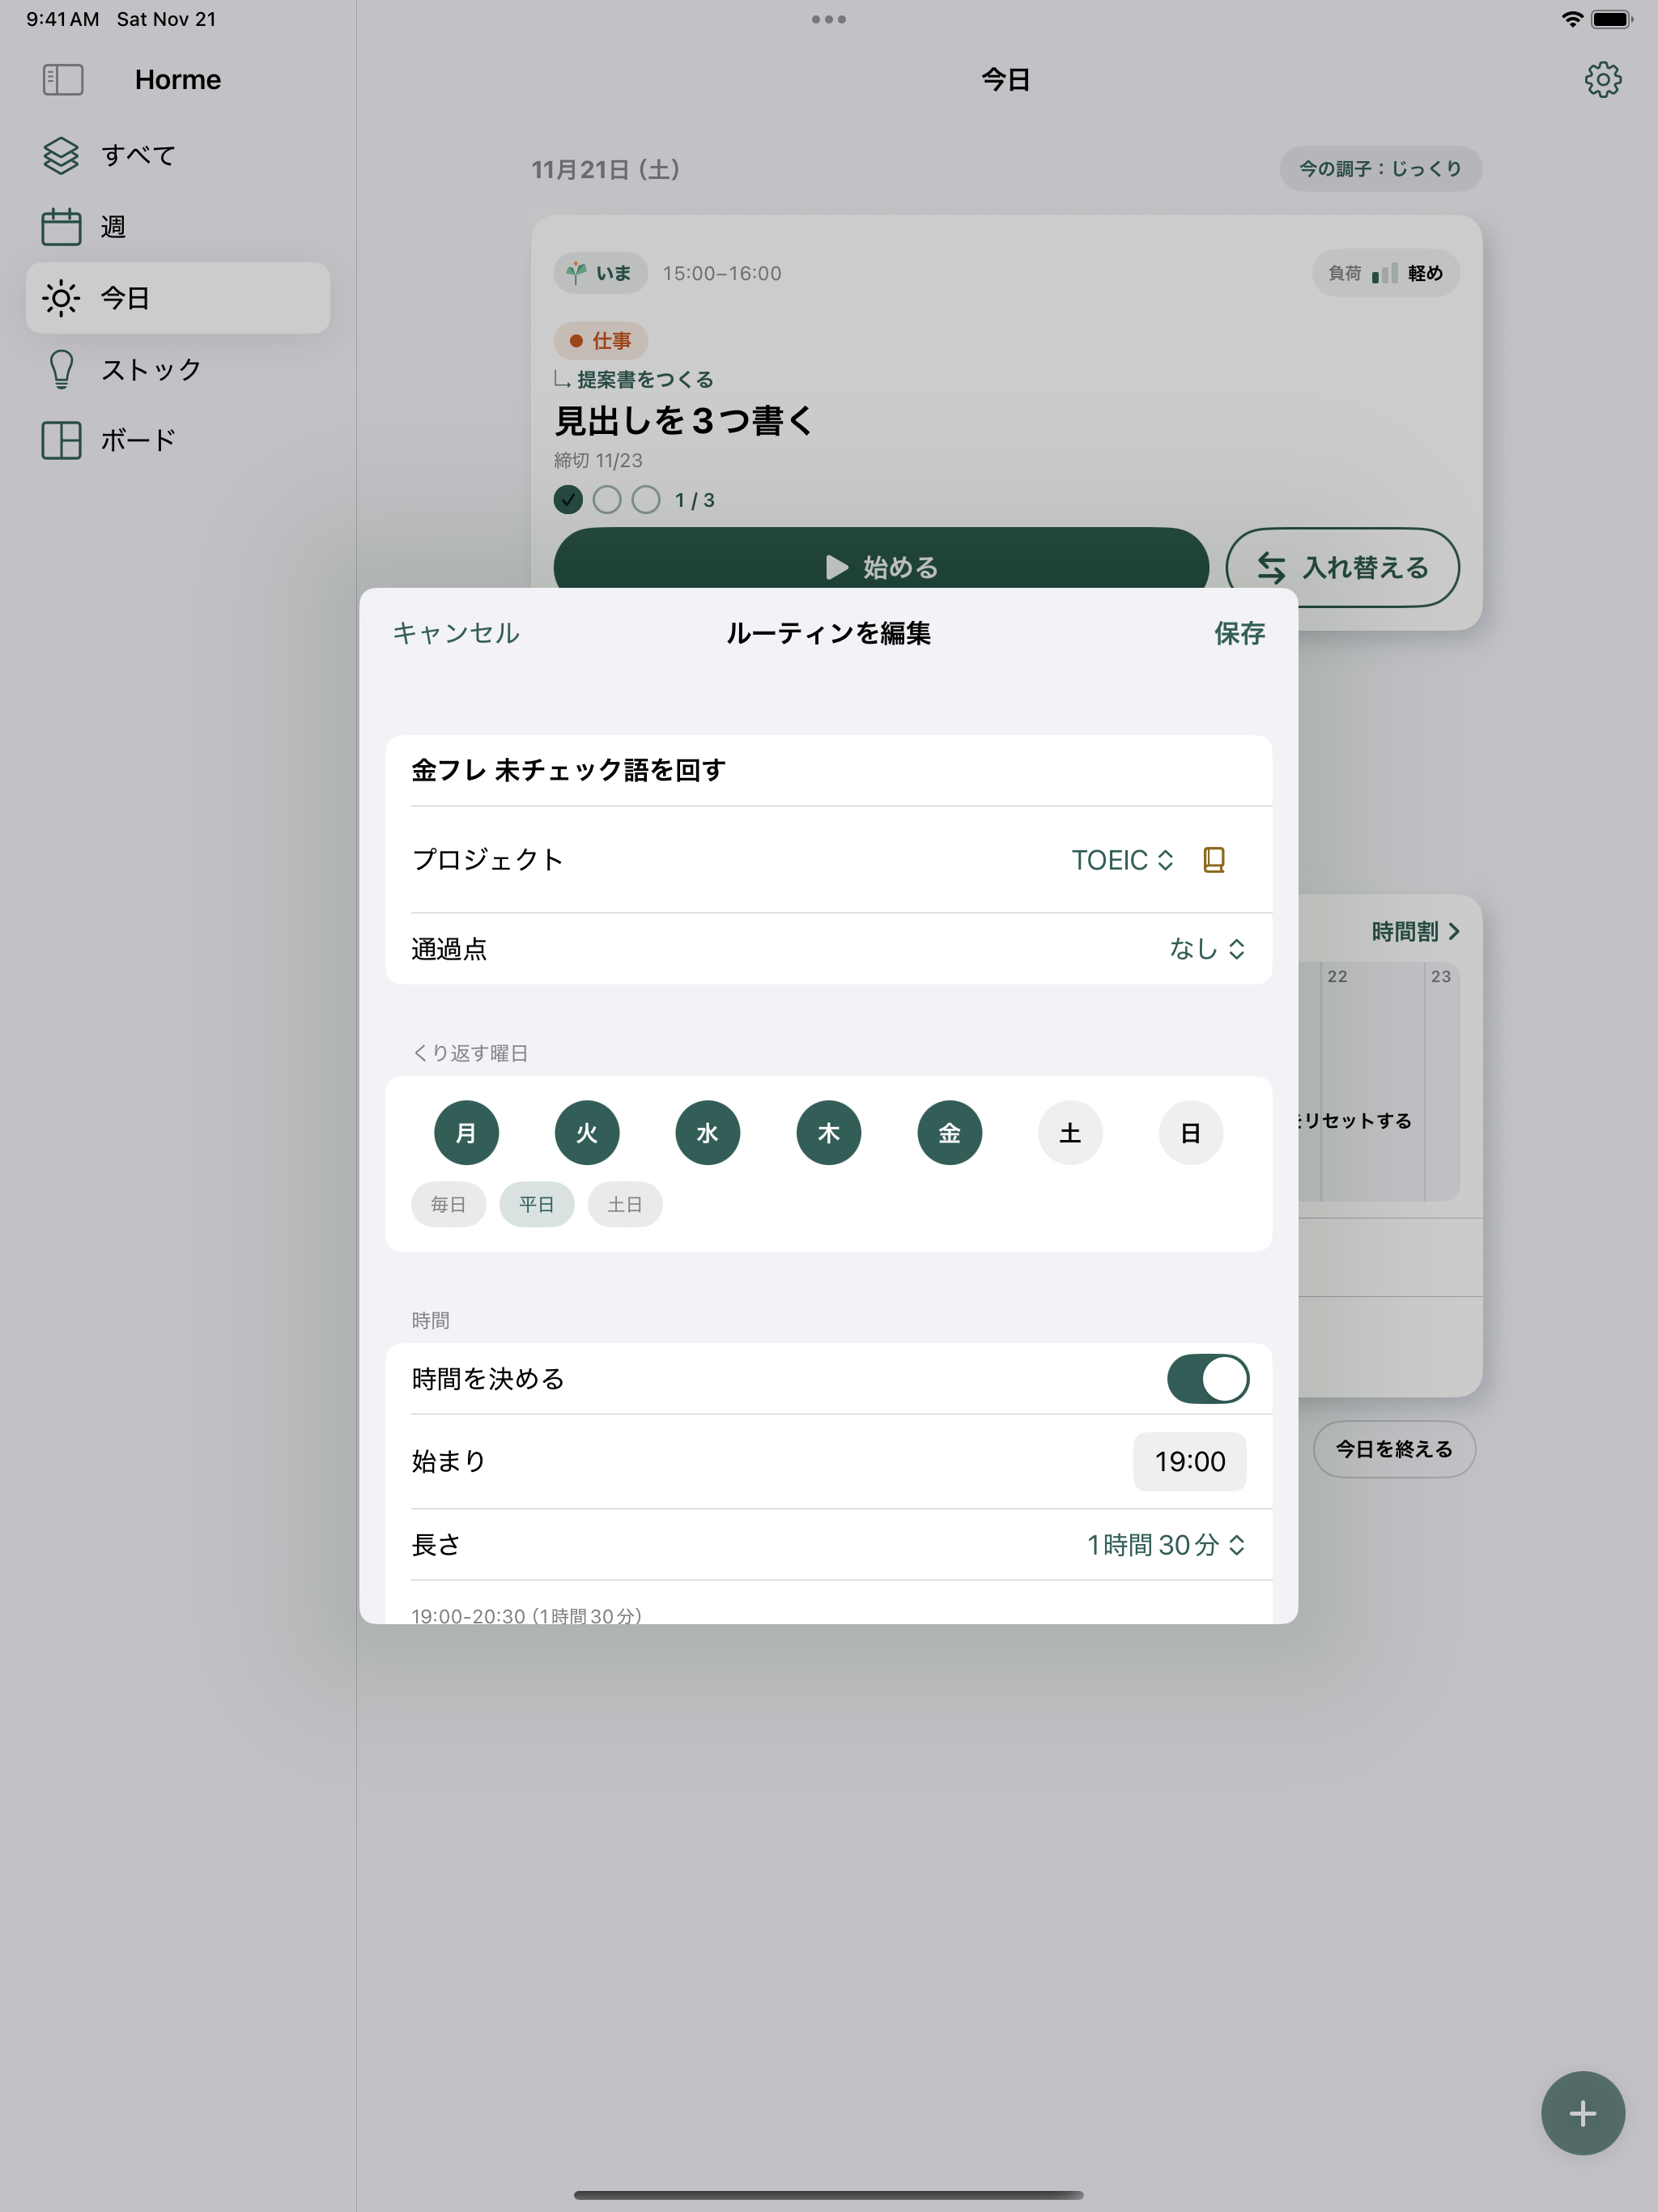 9:41 AM Sat Nov 21
Horme
すべて
週
今日
ストック
ボード
今日
11月21日 (土)
今の調子：じっくり
いま 15:00–16:00
負荷 軽め
仕事
提案書をつくる
見出しを3つ書く
締切 11/23
1 / 3
始める
入れ替える
キャンセル
ルーティンを編集
保存
金フレ 未チェック語を回す
プロジェクト
TOEIC
通過点
なし
くり返す曜日
月 火 水 木 金 土 日
毎日 平日 土日
時間
時間を決める
始まり
19:00
長さ
1時間30分
19:00-20:30 (1時間30分)
時間割
22 23
リセットする
今日を終える